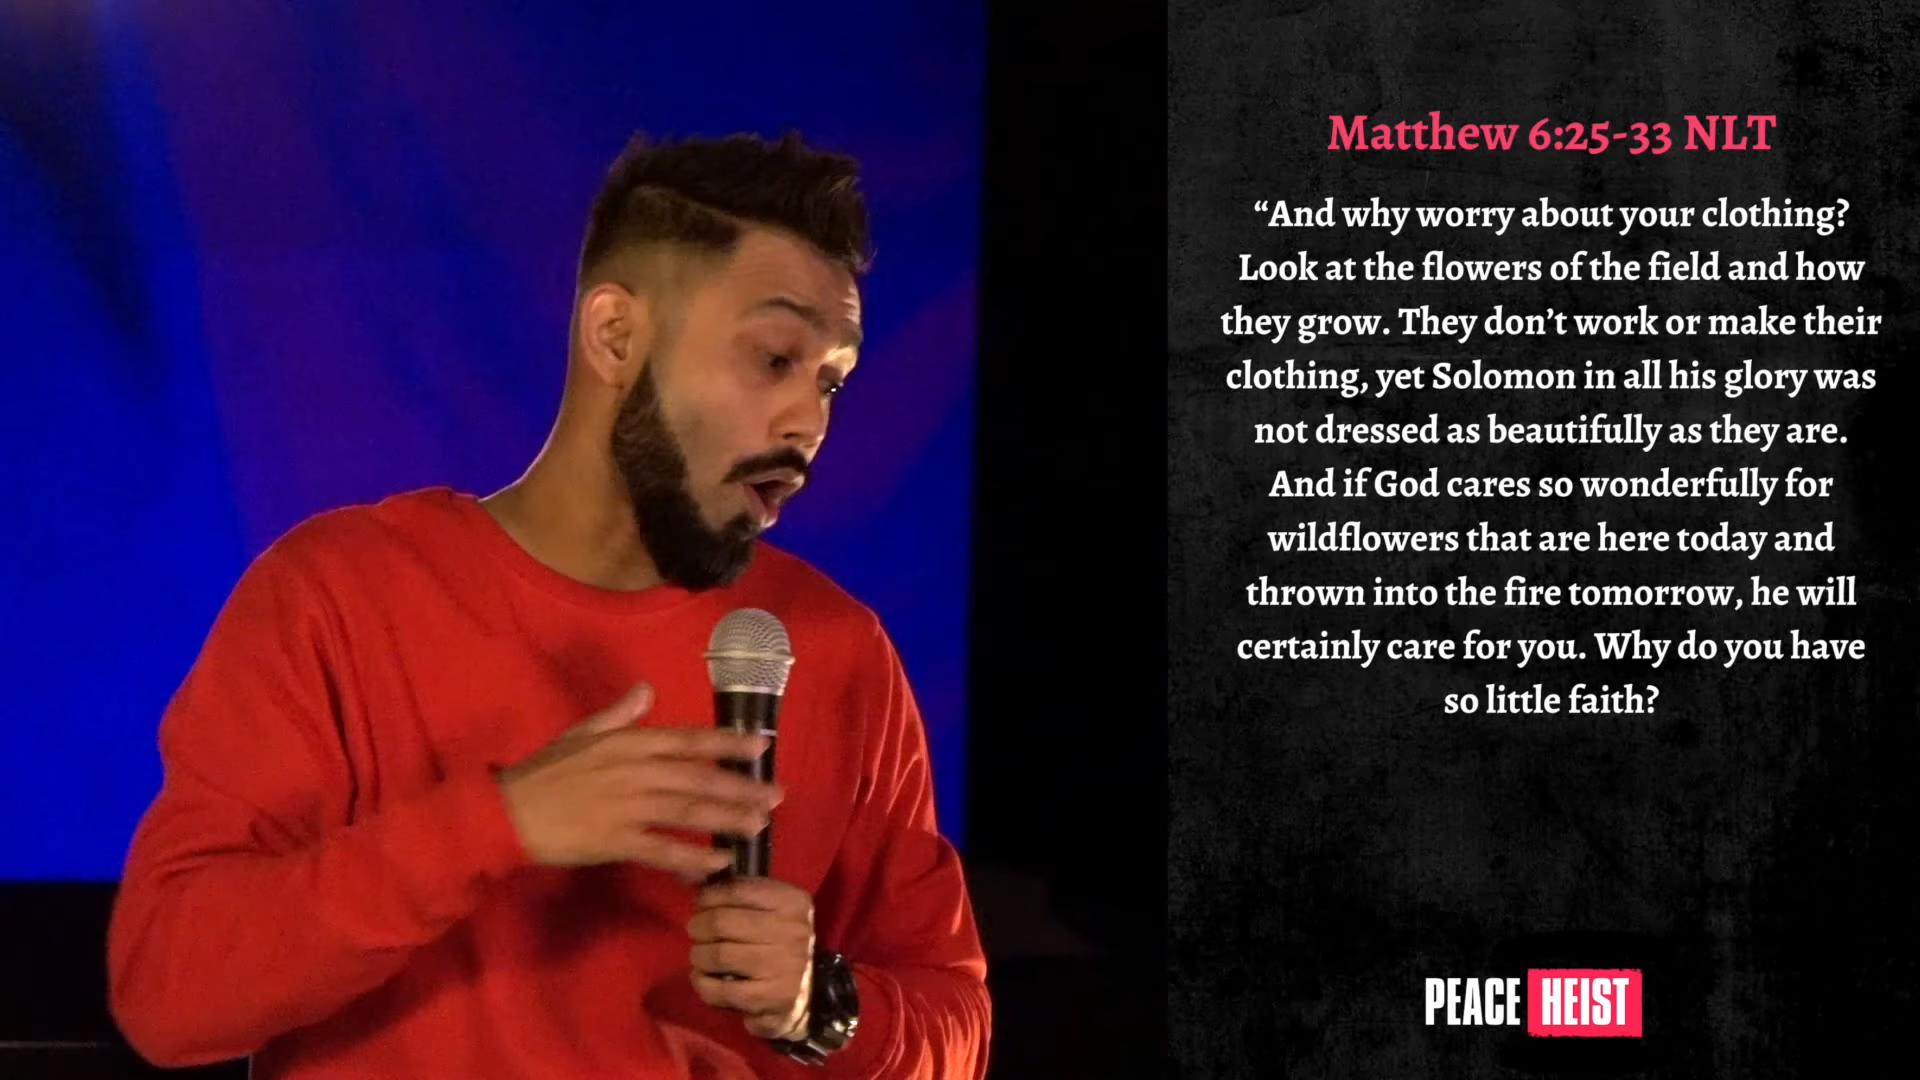 Matthew 6:25-33 NLT
“And why worry about your clothing?
Look at the flowers of the field and how
they grow. They don’t work or make their
clothing, yet Solomon in all his glory was
not dressed as beautifully as they are.
And if God cares so wonderfully for
wildflowers that are here today and
thrown into the fire tomorrow, he will
certainly care for you. Why do you have
so little faith?
PEACE HEIST